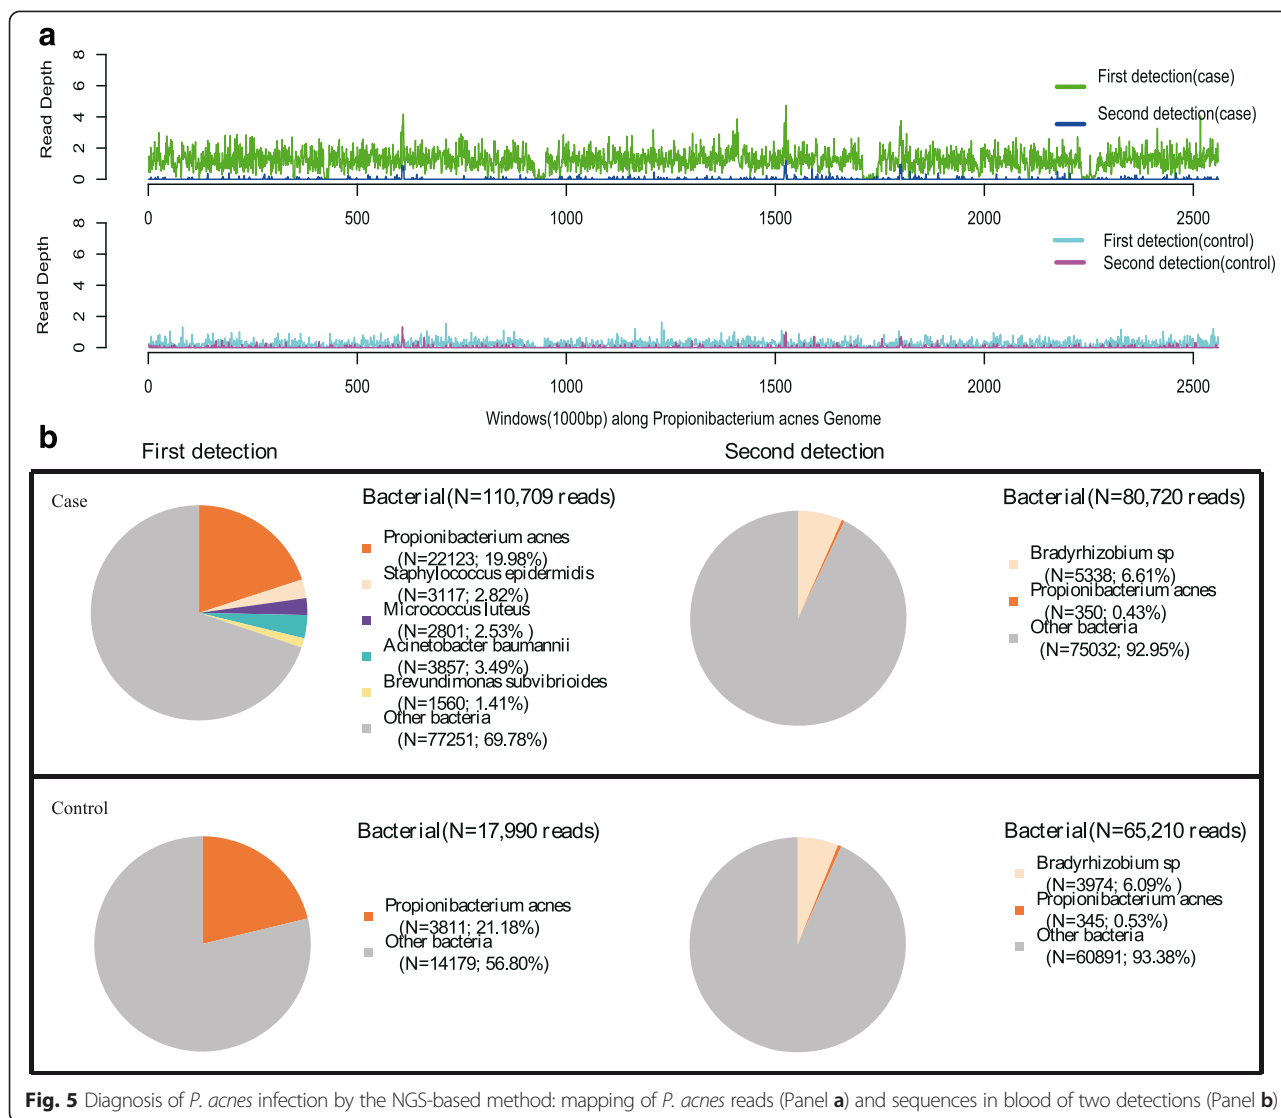 a
8
6
4
2
0
Read Depth
First detection(case)
Second detection(case)
0 500 1000 1500 2000 2500
8
6
4
2
0
Read Depth
First detection(control)
Second detection(control)
0 500 1000 1500 2000 2500
Windows(1000bp) along Propionibacterium acnes Genome
b
First detection
Second detection
Case
Bacterial(N=110,709 reads)
Propionibacterium acnes
(N=22123; 19.98%)
Staphylococcus epidermidis
(N=3117; 2.82%)
Micrococcus luteus
(N=2801; 2.53% )
Acinetobacter baumannii
(N=3857; 3.49%)
Brevundimonas subvibrioides
(N=1560; 1.41%)
Other bacteria
(N=77251; 69.78%)
Bacterial(N=80,720 reads)
Bradyrhizobium sp
(N=5338; 6.61%)
Propionibacterium acnes
(N=350; 0.43%)
Other bacteria
(N=75032; 92.95%)
Control
Bacterial(N=17,990 reads)
Propionibacterium acnes
(N=3811; 21.18%)
Other bacteria
(N=14179; 56.80%)
Bacterial(N=65,210 reads)
Bradyrhizobium sp
(N=3974; 6.09% )
Propionibacterium acnes
(N=345; 0.53%)
Other bacteria
(N=60891; 93.38%)
Fig. 5 Diagnosis of P. acnes infection by the NGS-based method: mapping of P. acnes reads (Panel a) and sequences in blood of two detections (Panel b)